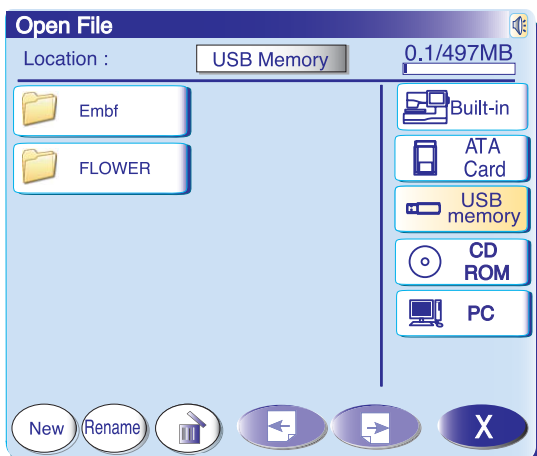 Open File
Location :
USB Memory
0.1/497MB
Embf
FLOWER
Built-in
ATA
Card
USB
memory
CD
ROM
PC
New
Rename
X